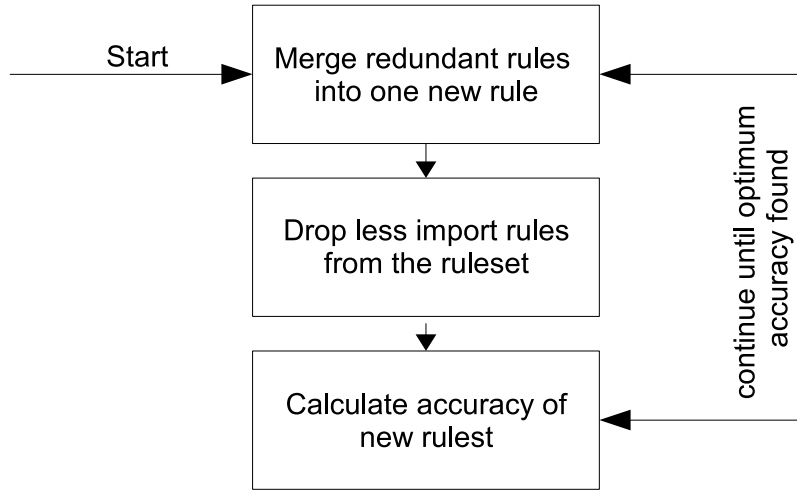 Start
Merge redundant rules
into one new rule
Drop less import rules
from the ruleset
Calculate accuracy of
new rulest
continue until optimum
accuracy found